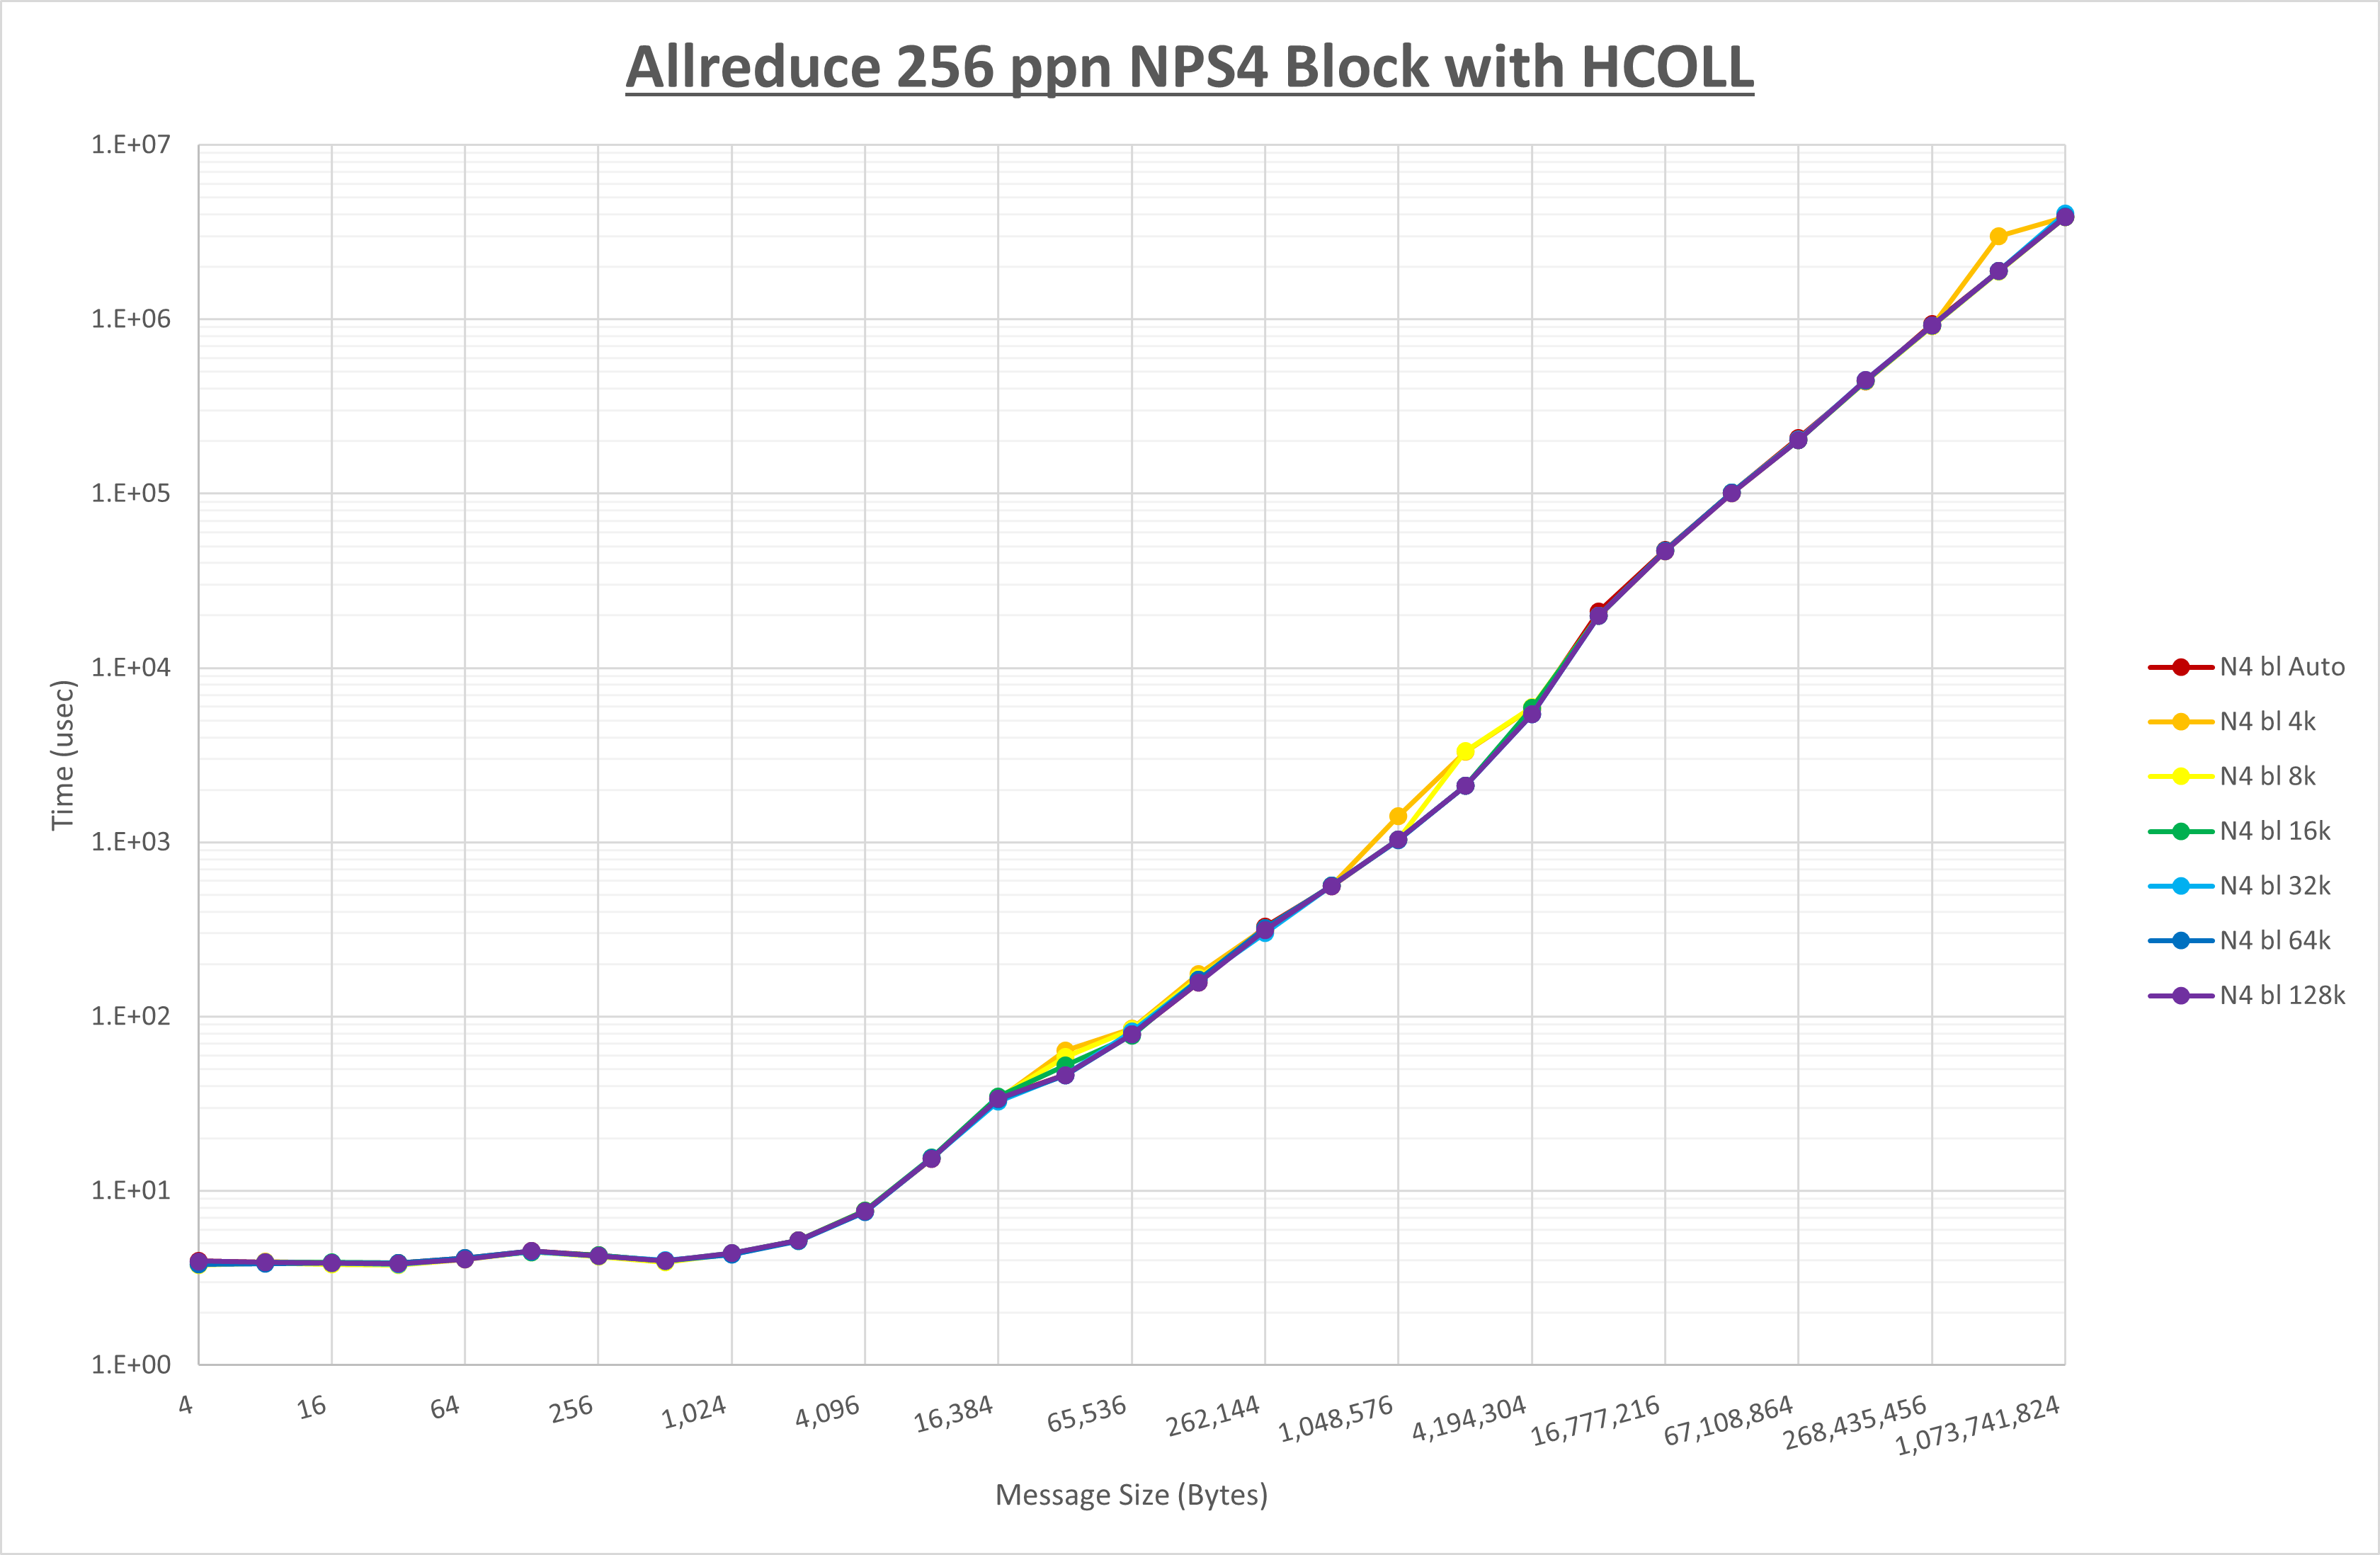 Allreduce 256 ppn NPS4 Block with HCOLL
1.E+07
1.E+06
1.E+05
1.E+04
1.E+03
1.E+02
1.E+01
1.E+00
Time (usec)
4
16
64
256
1,024
4,096
16,384
65,536
262,144
1,048,576
4,194,304
16,777,216
67,108,864
268,435,456
1,073,741,824
Message Size (Bytes)
N4 bl Auto
N4 bl 4k
N4 bl 8k
N4 bl 16k
N4 bl 32k
N4 bl 64k
N4 bl 128k